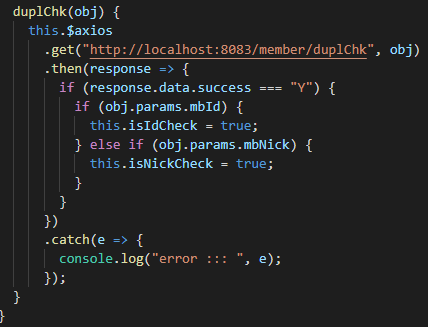 duplChk(obj) {
this.$axios
.get("http://localhost:8083/member/duplChk", obj)
.then(response => {
if (response.data.success === "Y") {
if (obj.params.mbId) {
this.isIdCheck = true;
} else if (obj.params.mbNick) {
this.isNickCheck = true;
}
}
})
.catch(e => {
console.log("error ::: ", e);
});
}
}